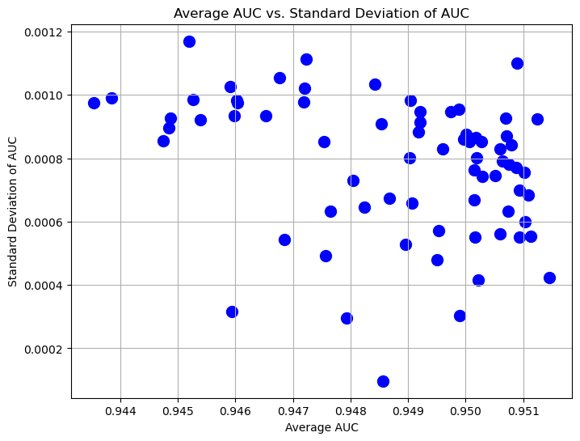 Average AUC vs. Standard Deviation of AUC
0.0012
0.0010
0.0008
0.0006
0.0004
0.0002
Standard Deviation of AUC
0.944 0.945 0.946 0.947 0.948 0.949 0.950 0.951
Average AUC